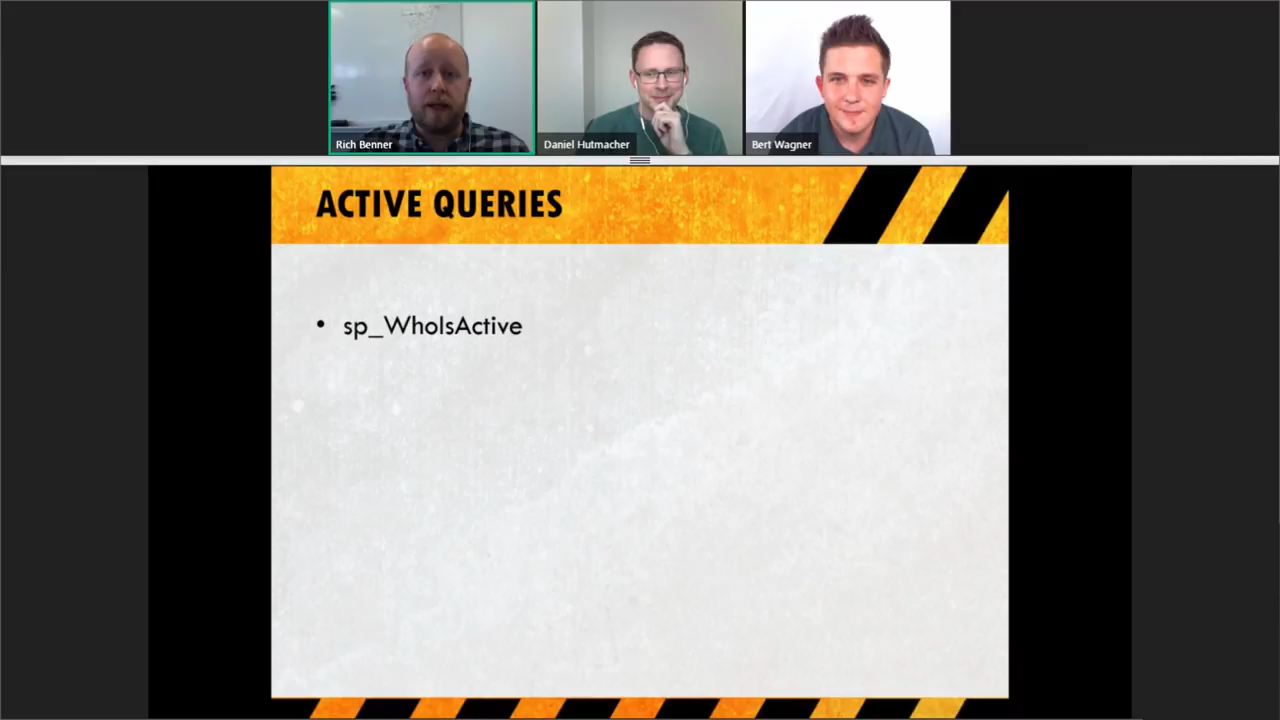 Rich Benner
Daniel Hutmacher
Bert Wagner
ACTIVE QUERIES
• sp_WhoIsActive